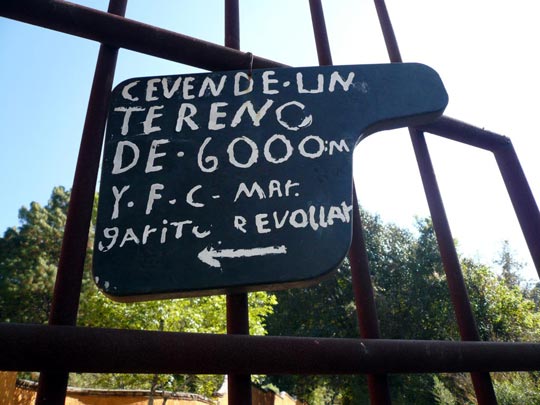 CEVENDE·UN
TERENO
DE·6000:M
Y·F·C-MAR
gaRiTo REVOLLAR